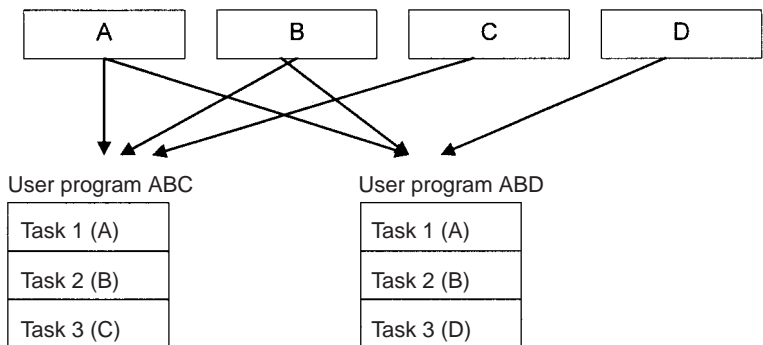 A B C D
User program ABC User program ABD
Task 1 (A) Task 1 (A)
Task 2 (B) Task 2 (B)
Task 3 (C) Task 3 (D)